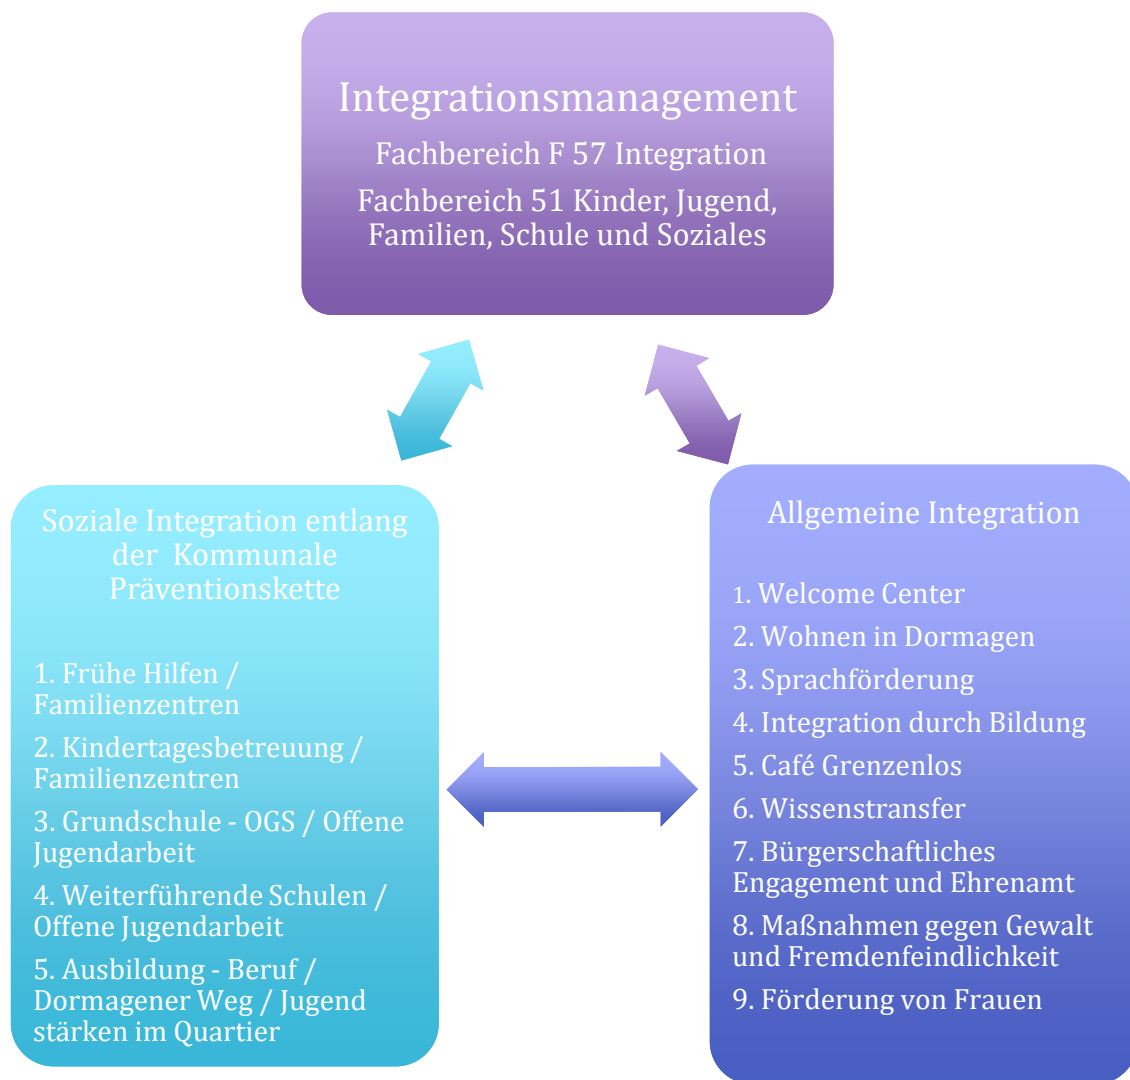 Integrationsmanagement
Fachbereich F 57 Integration
Fachbereich 51 Kinder, Jugend,
Familien, Schule und Soziales
Soziale Integration entlang
der Kommunale
Präventionskette
1. Frühe Hilfen /
Familienzentren
2. Kindertagesbetreuung /
Familienzentren
3. Grundschule - OGS / Offene
Jugendarbeit
4. Weiterführende Schulen /
Offene Jugendarbeit
5. Ausbildung - Beruf /
Dormagener Weg / Jugend
stärken im Quartier
Allgemeine Integration
1. Welcome Center
2. Wohnen in Dormagen
3. Sprachförderung
4. Integration durch Bildung
5. Café Grenzenlos
6. Wissenstransfer
7. Bürgerschaftliches
Engagement und Ehrenamt
8. Maßnahmen gegen Gewalt
und Fremdenfeindlichkeit
9. Förderung von Frauen